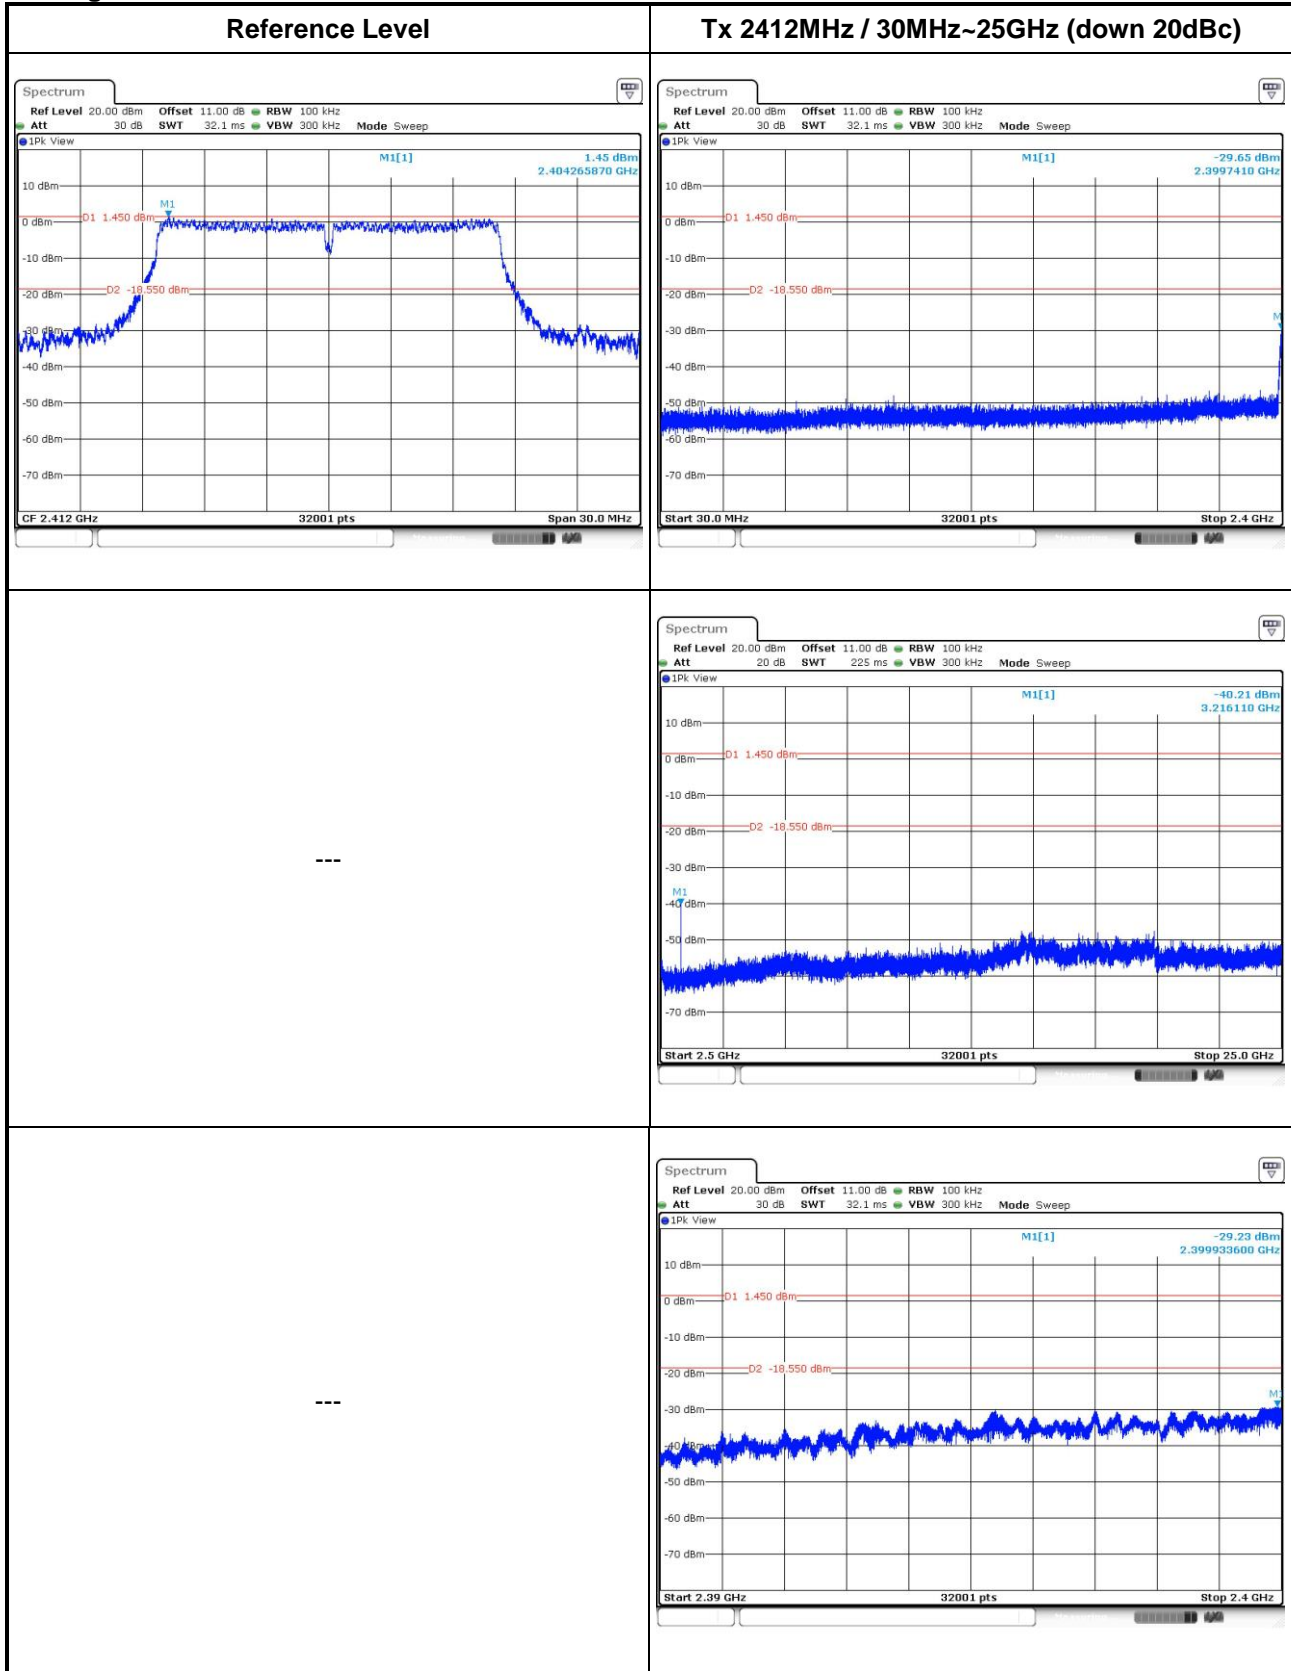 Reference Level
Tx 2412MHz / 30MHz~25GHz (down 20dBc)
Spectrum
Ref Level 20.00 dBm Offset 11.00 dB RBW 100 kHz
Att 30 dB SWT 32.1 ms VBW 300 kHz Mode Sweep
1Pk View
M1[1] 1.45 dBm
2.404265870 GHz
10 dBm
M1
D1 1.450 dBm
0 dBm
-10 dBm
D2 -18.550 dBm
-20 dBm
-30 dBm
-40 dBm
-50 dBm
-60 dBm
-70 dBm
CF 2.412 GHz 32001 pts Span 30.0 MHz
Spectrum
Ref Level 20.00 dBm Offset 11.00 dB RBW 100 kHz
Att 30 dB SWT 32.1 ms VBW 300 kHz Mode Sweep
1Pk View
M1[1] -29.65 dBm
2.3997410 GHz
10 dBm
D1 1.450 dBm
0 dBm
-10 dBm
D2 -18.550 dBm
-20 dBm
M
-30 dBm
-40 dBm
-50 dBm
-60 dBm
-70 dBm
Start 30.0 MHz 32001 pts Stop 2.4 GHz
---
Spectrum
Ref Level 20.00 dBm Offset 11.00 dB RBW 100 kHz
Att 20 dB SWT 225 ms VBW 300 kHz Mode Sweep
1Pk View
M1[1] -40.21 dBm
3.216110 GHz
10 dBm
D1 1.450 dBm
0 dBm
-10 dBm
D2 -18.550 dBm
-20 dBm
-30 dBm
M1
-40 dBm
-50 dBm
-70 dBm
Start 2.5 GHz 32001 pts Stop 25.0 GHz
---
Spectrum
Ref Level 20.00 dBm Offset 11.00 dB RBW 100 kHz
Att 30 dB SWT 32.1 ms VBW 300 kHz Mode Sweep
1Pk View
M1[1] -29.23 dBm
2.399933600 GHz
10 dBm
D1 1.450 dBm
0 dBm
-10 dBm
D2 -18.550 dBm
-20 dBm
M1
-30 dBm
-40 dBm
-50 dBm
-60 dBm
-70 dBm
Start 2.39 GHz 32001 pts Stop 2.4 GHz